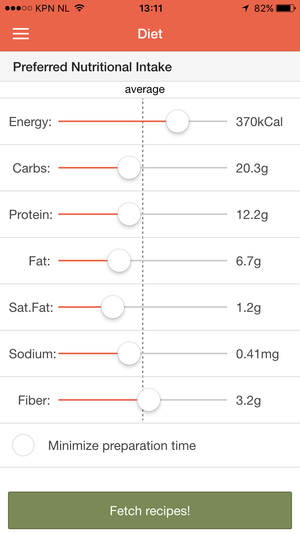 KPN NL 13:11 82%
Diet
Preferred Nutritional Intake
average
Energy: 370kCal
Carbs: 20.3g
Protein: 12.2g
Fat: 6.7g
Sat.Fat: 1.2g
Sodium: 0.41mg
Fiber: 3.2g
Minimize preparation time
Fetch recipes!